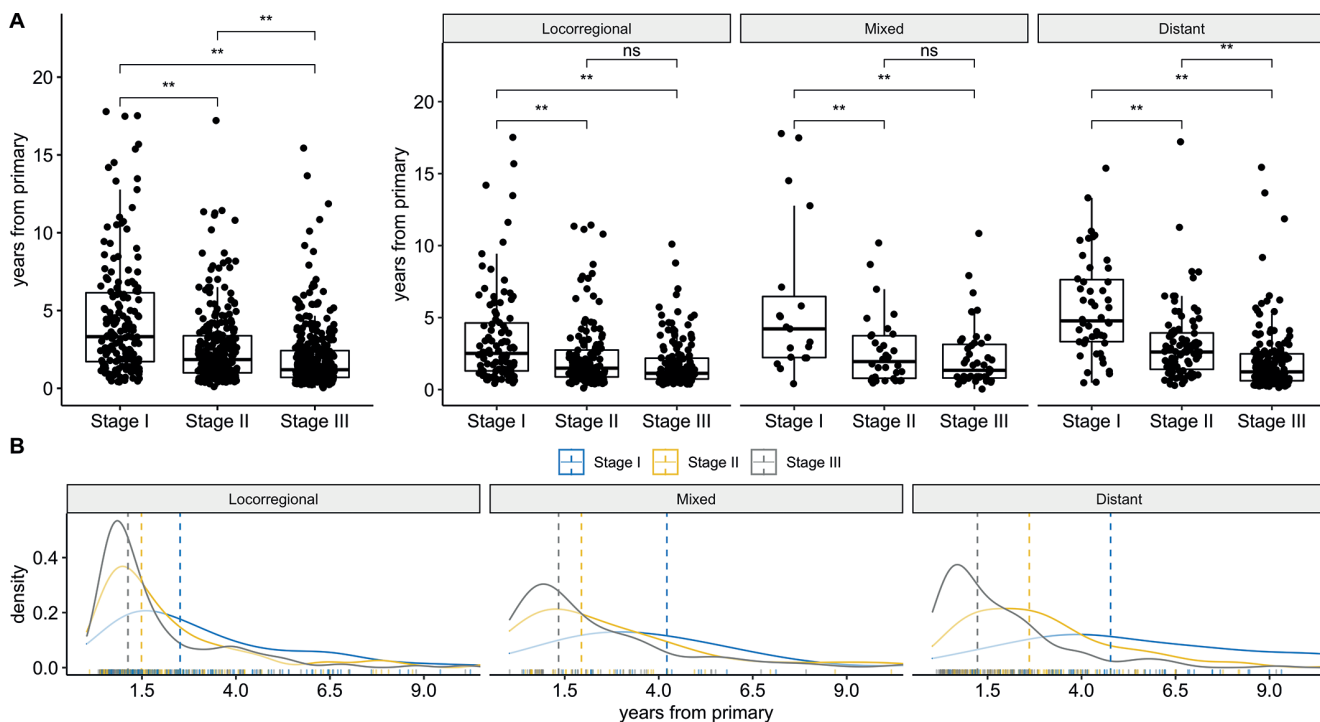 A
Locorregional Mixed Distant
** ns ns **
** ** ** **
** ** ** **
years from primary
20
15
10
5
0
Stage I Stage II Stage III
years from primary
20
15
10
5
0
Stage I Stage II Stage III Stage I Stage II Stage III Stage I Stage II Stage III
B
Stage I Stage II Stage III
Locorregional Mixed Distant
density
0.4
0.2
0.0
1.5 4.0 6.5 9.0 1.5 4.0 6.5 9.0 1.5 4.0 6.5 9.0
years from primary